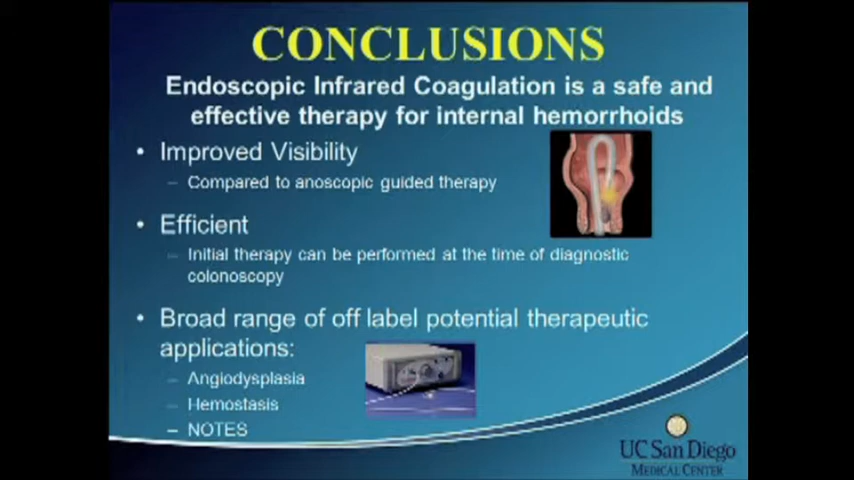 CONCLUSIONS
Endoscopic Infrared Coagulation is a safe and
effective therapy for internal hemorrhoids
• Improved Visibility
– Compared to anoscopic guided therapy
• Efficient
– Initial therapy can be performed at the time of diagnostic
colonoscopy
• Broad range of off label potential therapeutic
applications:
– Angiodysplasia
– Hemostasis
– NOTES
UC San Diego
MEDICAL CENTER